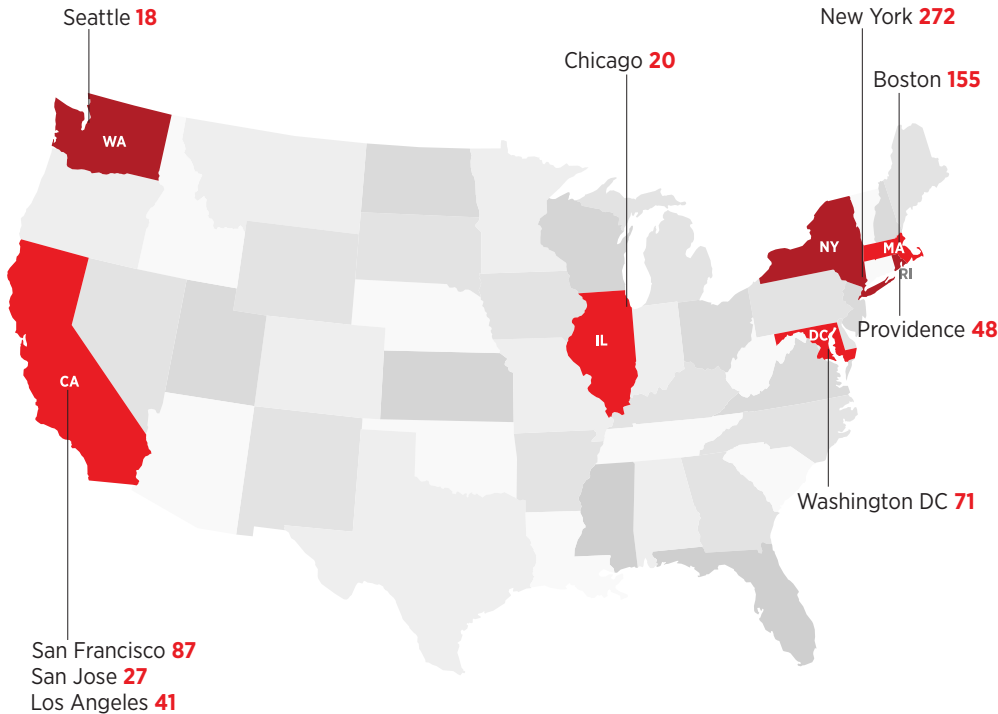 Seattle 18
New York 272
Chicago 20
Boston 155
WA
NY
MA
RI
Providence 48
DC
IL
CA
Washington DC 71
San Francisco 87
San Jose 27
Los Angeles 41